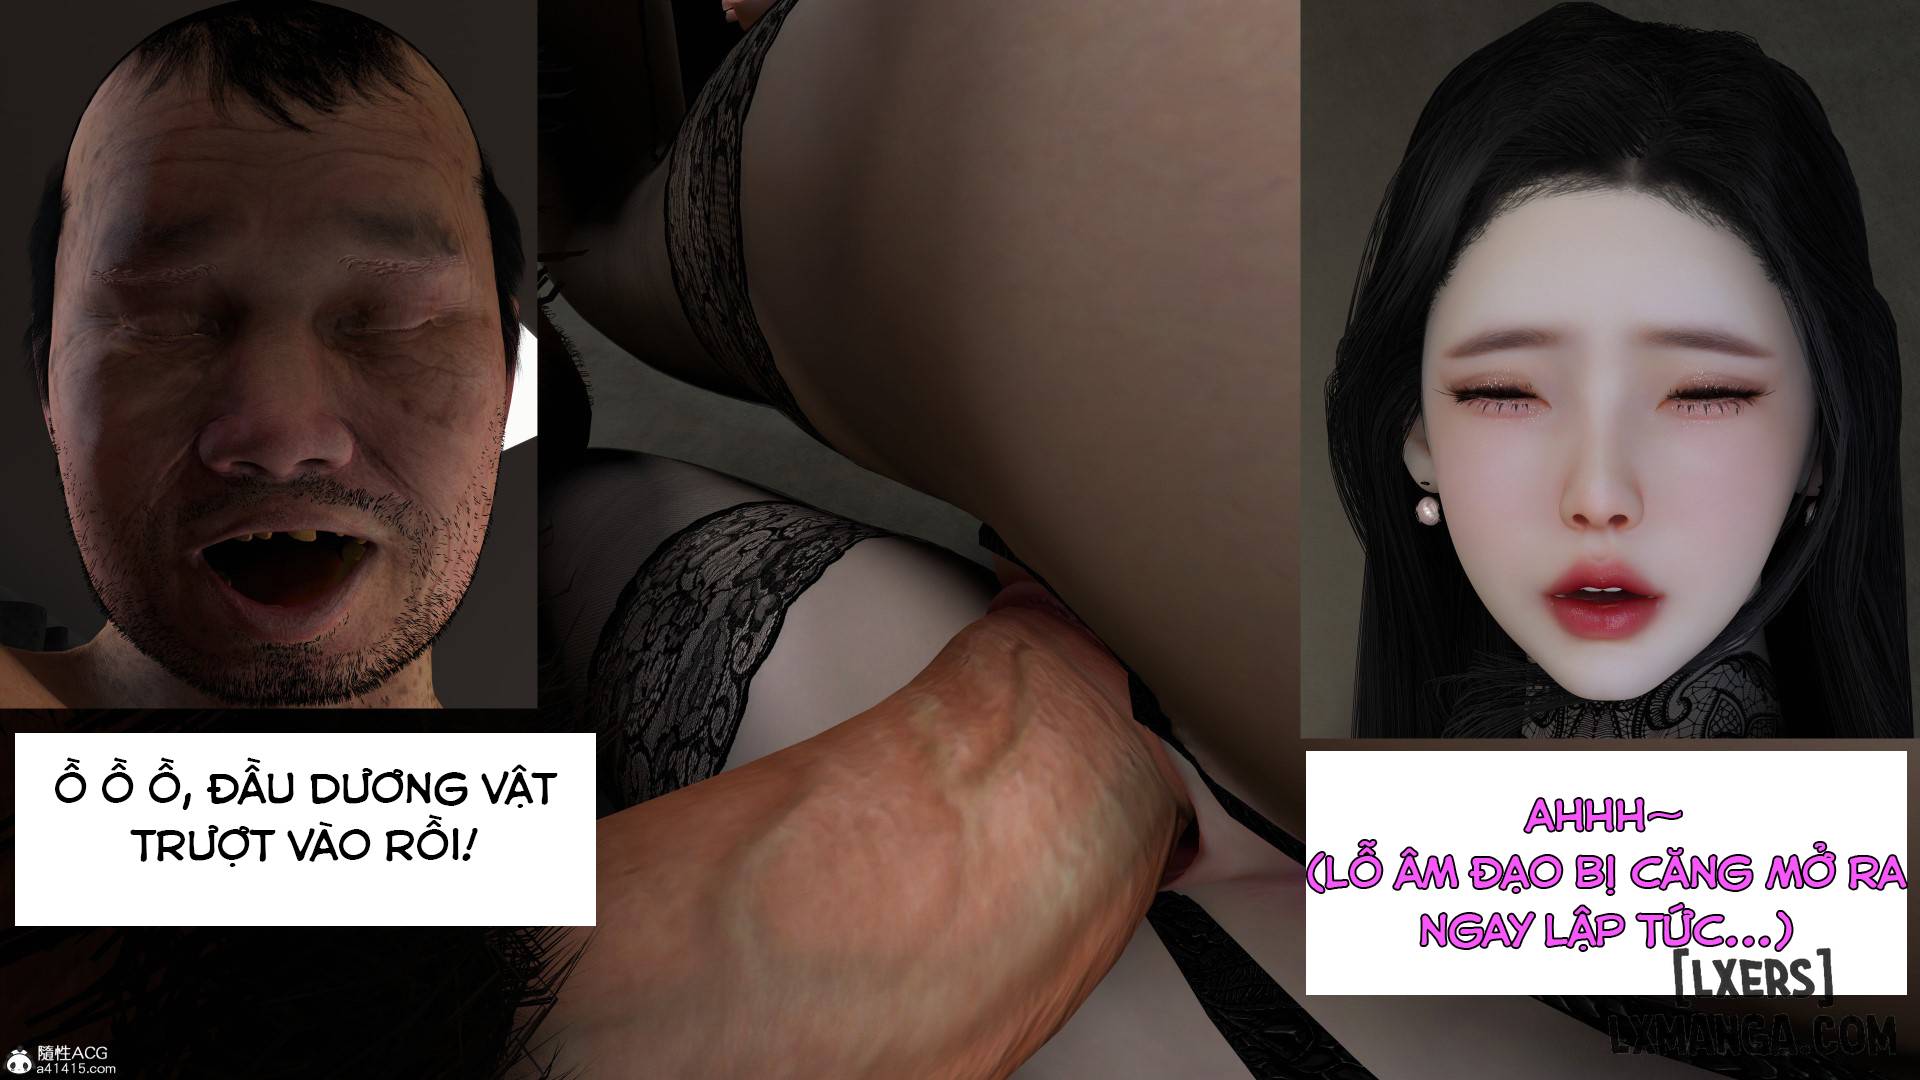 Ồ Ồ Ồ, ĐẦU DƯƠNG VẬT
TRƯỢT VÀO RỒI!
AHHH~
(LỖ ÂM ĐẠO BỊ CĂNG MỞ RA
NGAY LẬP TỨC...)
[LXERS]
LXMANGA.COM
隨性ACG
a41415.com